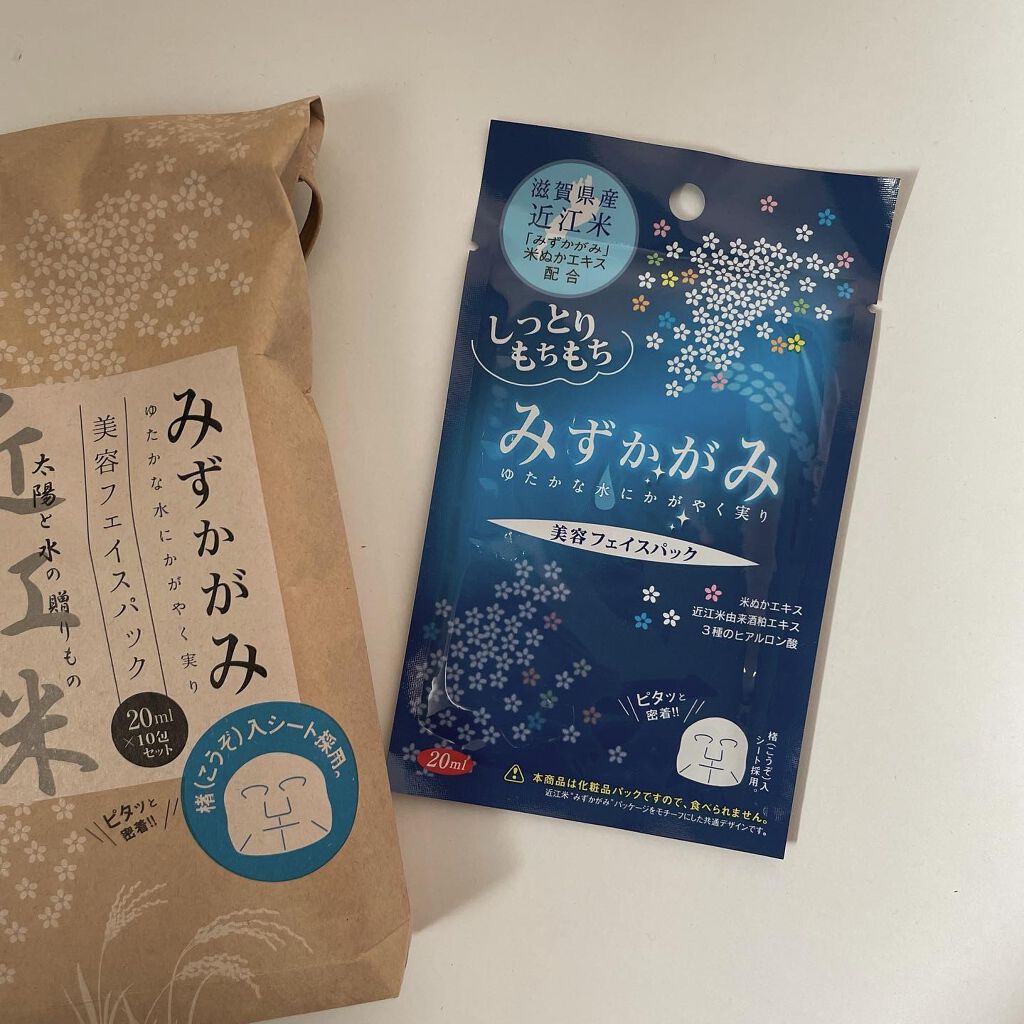 近江米
太陽と水の贈りもの
美容フェイスパック
ゆたかな水にかがやく実り
みずかがみ
20ml
×10包
セット
楮(こうぞ)入シート採用。
ピタッと
密着!!
滋賀県産
近江米
「みずかがみ」
米ぬかエキス
配合
しっとり
もちもち
みずかがみ
ゆたかな水にかがやく実り
美容フェイスパック
米ぬかエキス
近江米由来酒粕エキス
3種のヒアルロン酸
ピタッと
密着!!
楮(こうぞ)入
シート採用。
20ml
本商品は化粧品パックですので、食べられません。
近江米"みずかがみ"パッケージをモチーフにした共通デザインです。